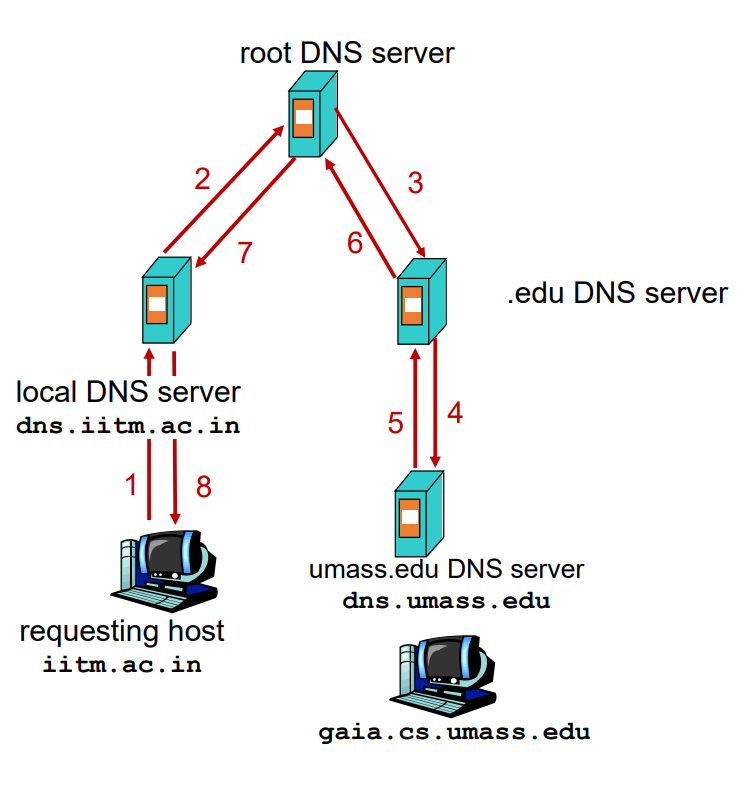 root DNS server
2
3
7
6
.edu DNS server
local DNS server
dns.iitm.ac.in
5
4
1
8
umass.edu DNS server
dns.umass.edu
requesting host
iitm.ac.in
gaia.cs.umass.edu